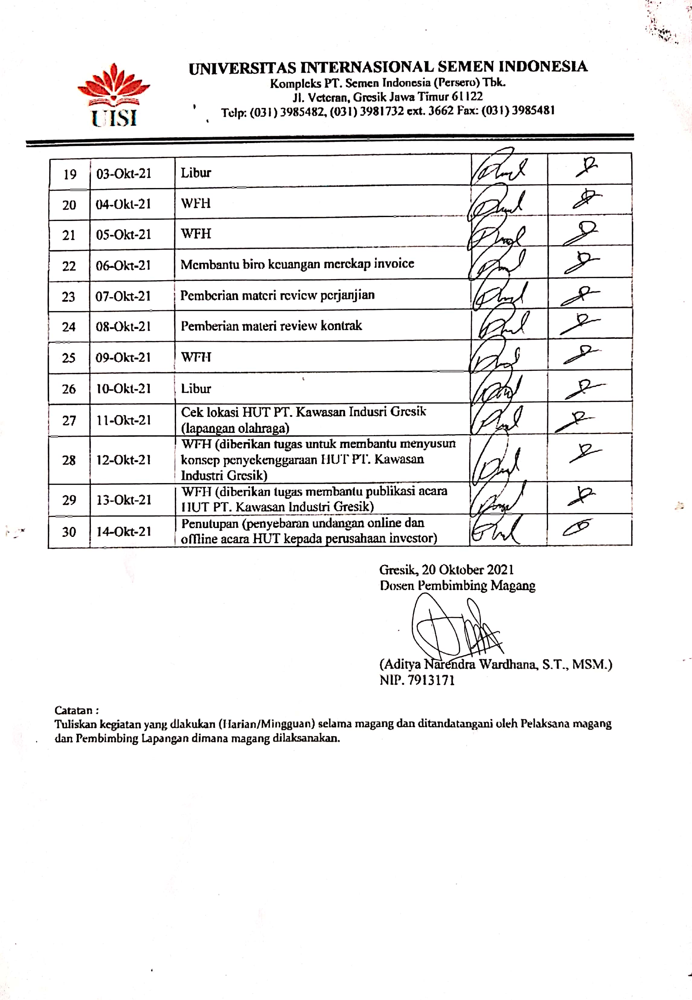 UNIVERSITAS INTERNASIONAL SEMEN INDONESIA
Kompleks PT. Semen Indonesia (Persero) Tbk.
Jl. Veteran, Gresik Jawa Timur 61122
Telp: (031) 3985482, (031) 3981732 ext. 3662 Fax: (031) 3985481
UISI
19 03-Okt-21 Libur
20 04-Okt-21 WFH
21 05-Okt-21 WFH
22 06-Okt-21 Membantu biro keuangan merekap invoice
23 07-Okt-21 Pemberian materi review perjanjian
24 08-Okt-21 Pemberian materi review kontrak
25 09-Okt-21 WFH
26 10-Okt-21 Libur
27 11-Okt-21 Cek lokasi HUT PT. Kawasan Indusri Gresik
(lapangan olahraga)
28 12-Okt-21 WFH (diberikan tugas untuk membantu menyusun
konsep penyekenggaraan HUT PT. Kawasan
Industri Gresik)
29 13-Okt-21 WFH (diberikan tugas membantu publikasi acara
HUT PT. Kawasan Industri Gresik)
30 14-Okt-21 Penutupan (penyebaran undangan online dan
offline acara HUT kepada perusahaan investor)
Gresik, 20 Oktober 2021
Dosen Pembimbing Magang
(Aditya Narendra Wardhana, S.T., MSM.)
NIP. 7913171
Catatan :
Tuliskan kegiatan yang dlakukan (Harian/Mingguan) selama magang dan ditandatangani oleh Pelaksana magang
dan Pembimbing Lapangan dimana magang dilaksanakan.